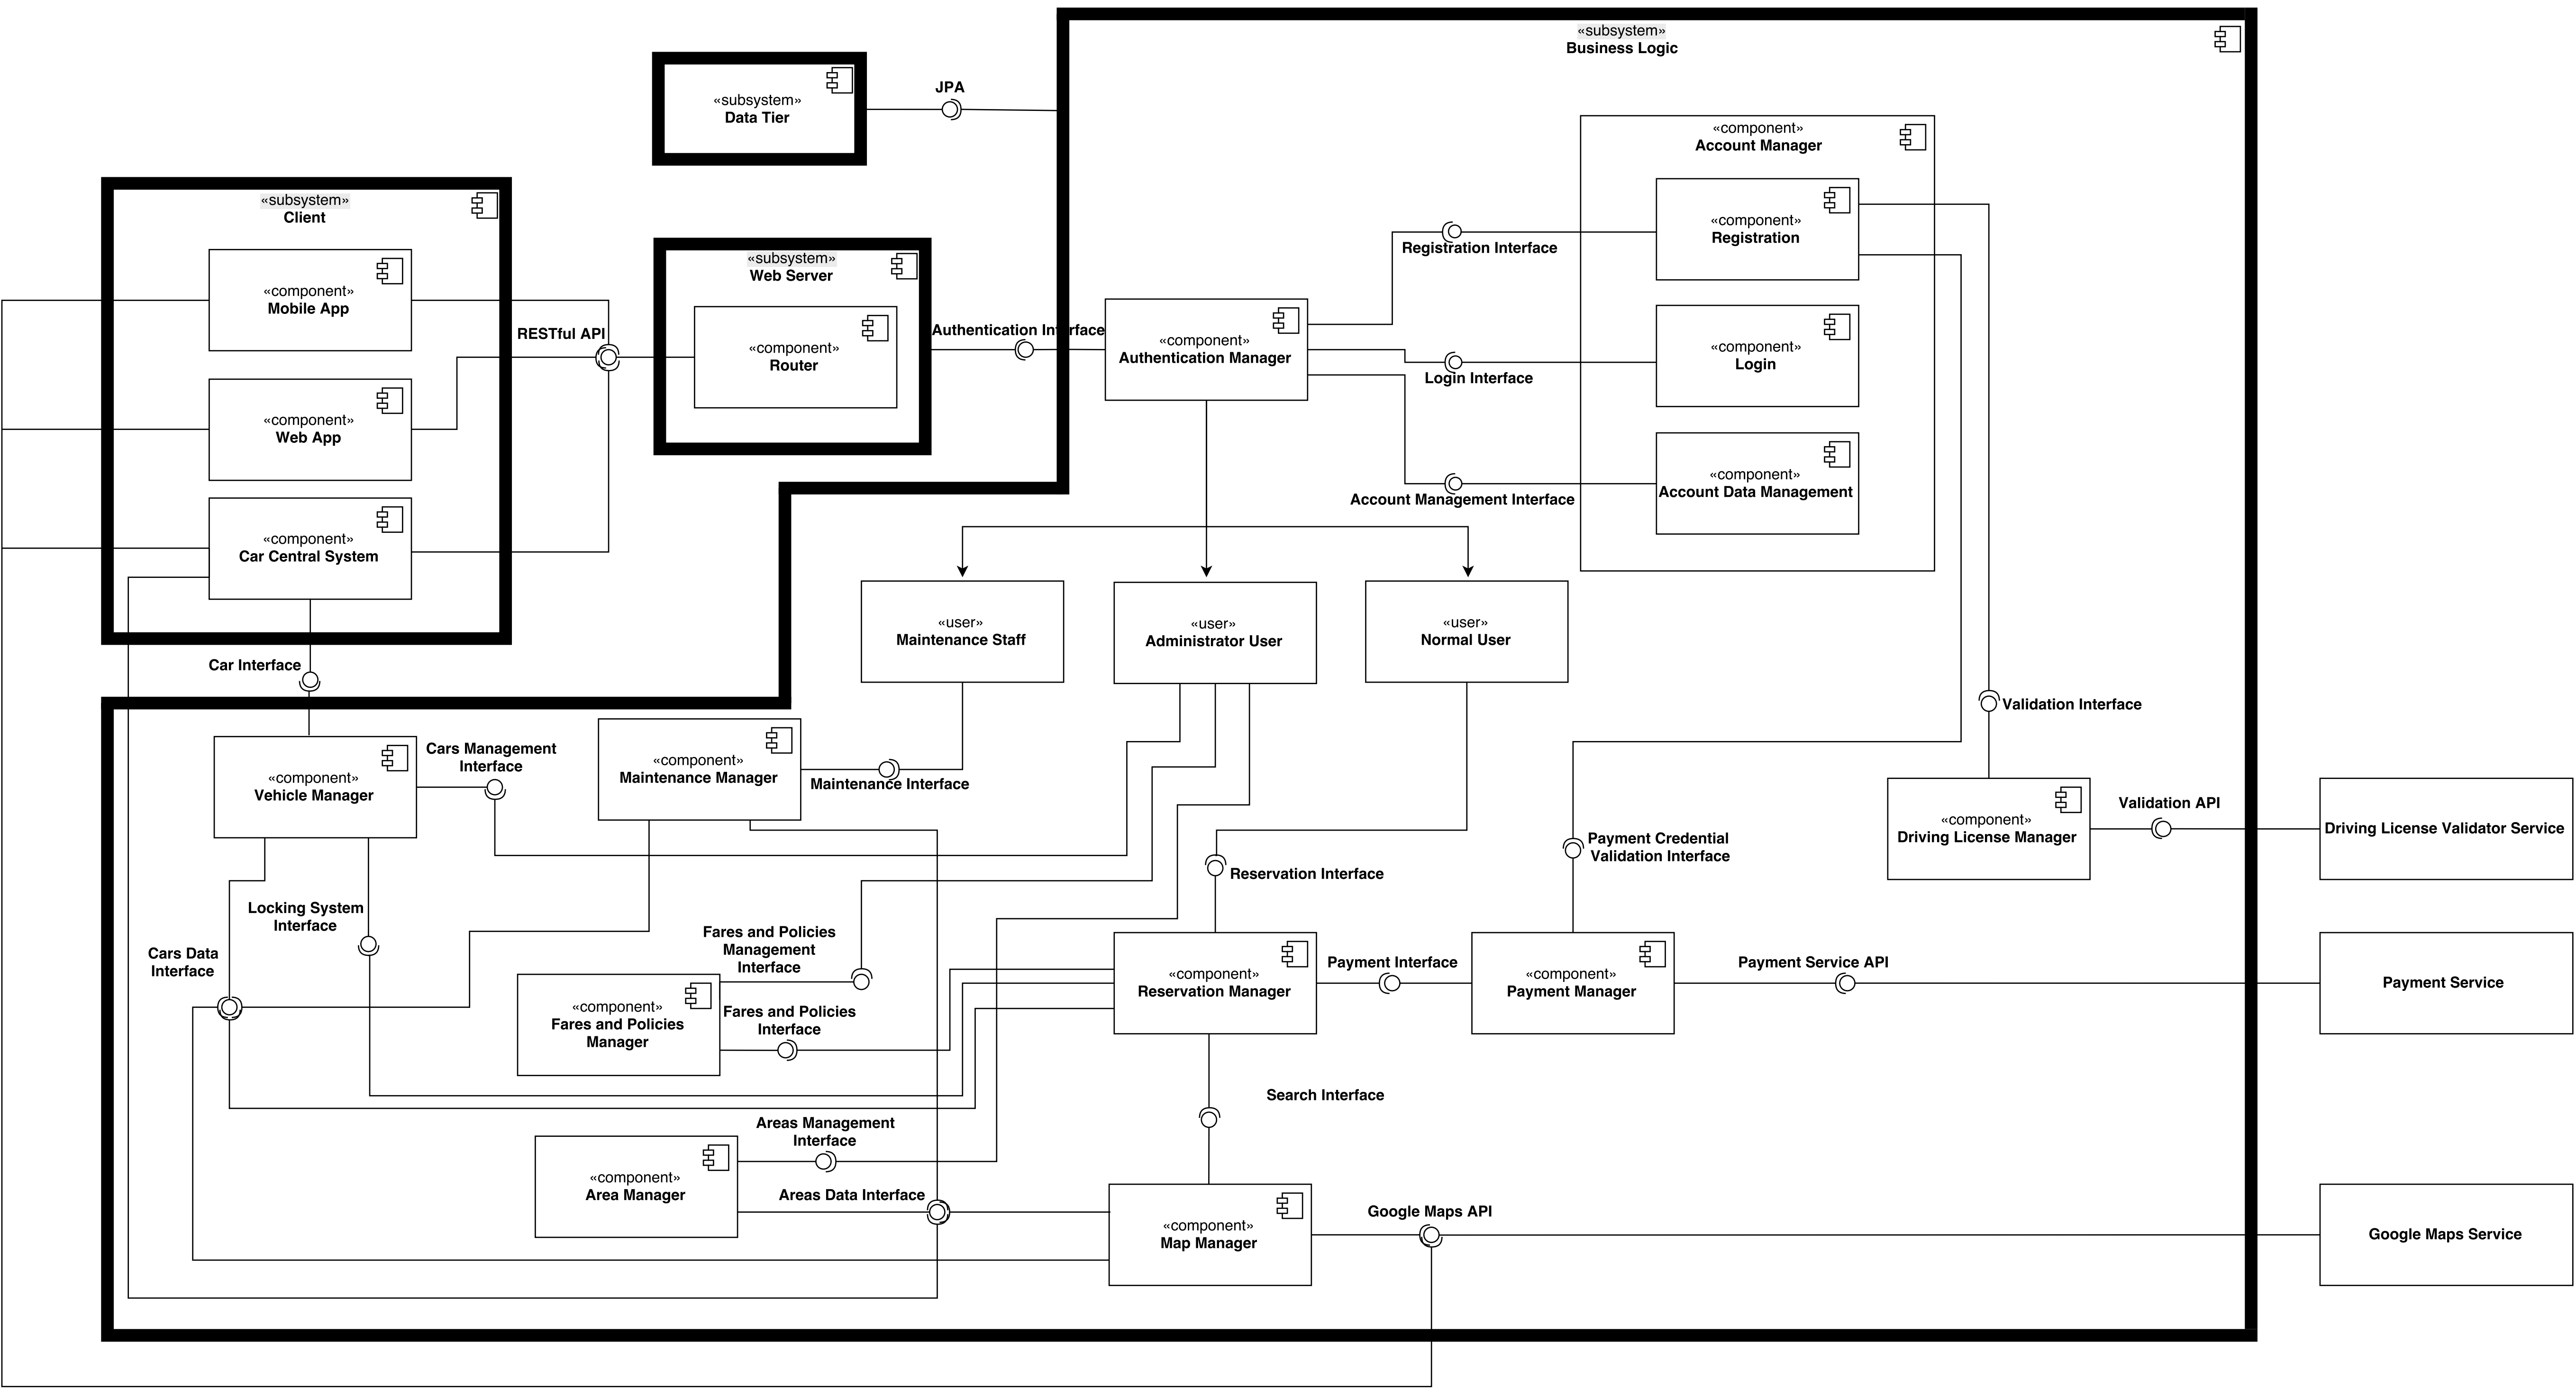 «subsystem»
Business Logic
«subsystem»
Data Tier
JPA
«component»
Account Manager
«component»
Registration
Registration Interface
«component»
Login
Login Interface
«component»
Account Data Management
Account Management Interface
«subsystem»
Client
«component»
Mobile App
«component»
Web App
«component»
Car Central System
RESTful API
«subsystem»
Web Server
«component»
Router
Authentication Interface
«component»
Authentication Manager
«user»
Maintenance Staff
«user»
Administrator User
«user»
Normal User
Car Interface
Validation Interface
«component»
Vehicle Manager
Cars Management
Interface
«component»
Maintenance Manager
Maintenance Interface
«component»
Driving License Manager
Validation API
Driving License Validator Service
Payment Credential
Validation Interface
Reservation Interface
Locking System
Interface
Cars Data
Interface
Fares and Policies
Management
Interface
«component»
Fares and Policies
Manager
Fares and Policies
Interface
«component»
Reservation Manager
Payment Interface
«component»
Payment Manager
Payment Service API
Payment Service
Search Interface
Areas Management
Interface
«component»
Area Manager
Areas Data Interface
«component»
Map Manager
Google Maps API
Google Maps Service